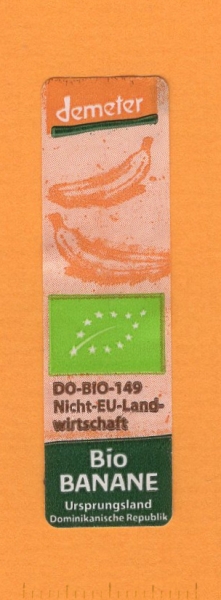 demeter
DO-BIO-149
Nicht-EU-Land-
wirtschaft
Bio
BANANE
Ursprungsland
Dominikanische Republik